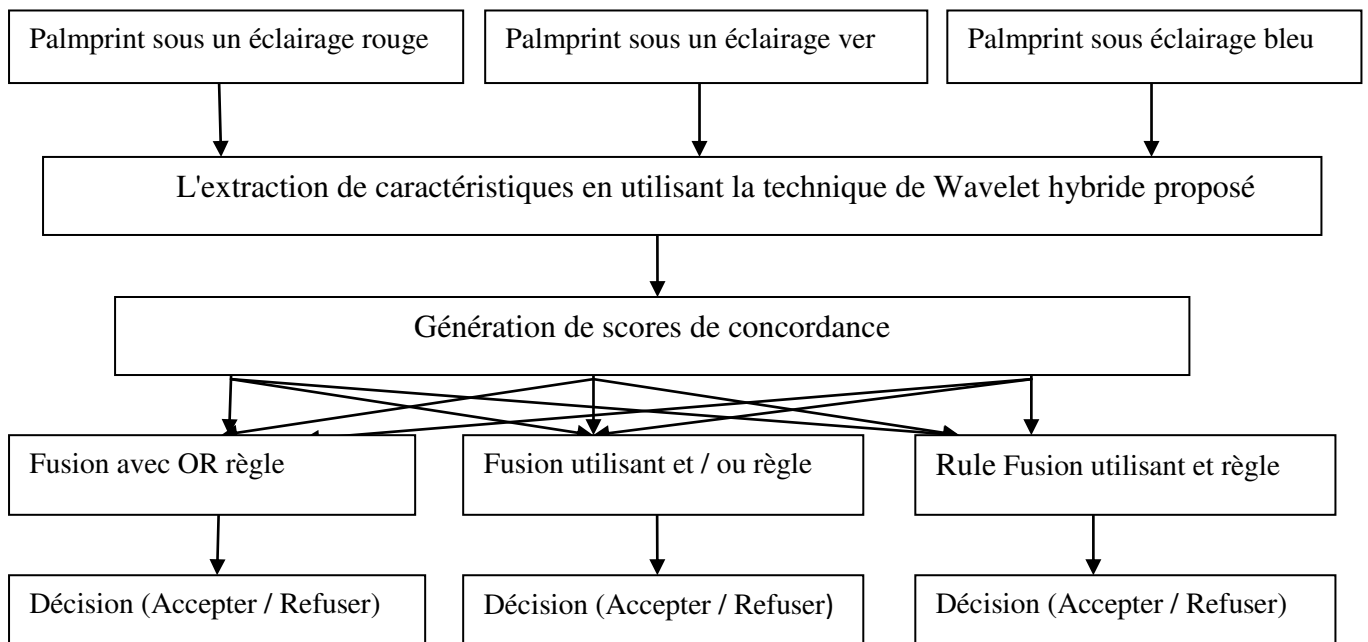 Palmprint sous un éclairage rouge
Palmprint sous un éclairage ver
Palmprint sous éclairage bleu
L'extraction de caractéristiques en utilisant la technique de Wavelet hybride proposé
Génération de scores de concordance
Fusion avec OR règle
Fusion utilisant et / ou règle
Rule Fusion utilisant et règle
Décision (Accepter / Refuser)
Décision (Accepter / Refuser)
Décision (Accepter / Refuser)